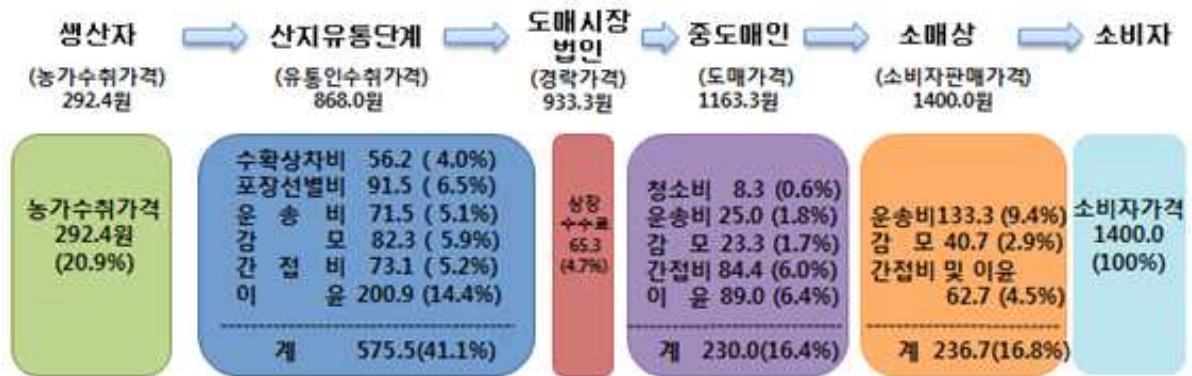 생산자
산지유통단계
도매시장
법인
중도매인
소매상
소비자
(농가수취가격)
292.4원
(유통인수취가격)
868.0원
(경락가격)
933.3원
(도매가격)
1163.3원
(소비자판매가격)
1400.0원
농가수취가격
292.4원
(20.9%)
수확상차비 56.2 ( 4.0%)
포장선별비 91.5 ( 6.5%)
운 송 비 71.5 ( 5.1%)
감 모 82.3 ( 5.9%)
간 접 비 73.1 ( 5.2%)
이 윤 200.9 (14.4%)
계 575.5(41.1%)
상장
수수료
65.3
(4.7%)
청소비 8.3 (0.6%)
운송비 25.0 (1.8%)
감 모 23.3 (1.7%)
간접비 84.4 (6.0%)
이 윤 89.0 (6.4%)
계 230.0(16.4%)
운송비133.3 (9.4%)
감 모 40.7 (2.9%)
간접비 및 이윤
62.7 (4.5%)
계 236.7(16.8%)
소비자가격
1400.0
(100%)